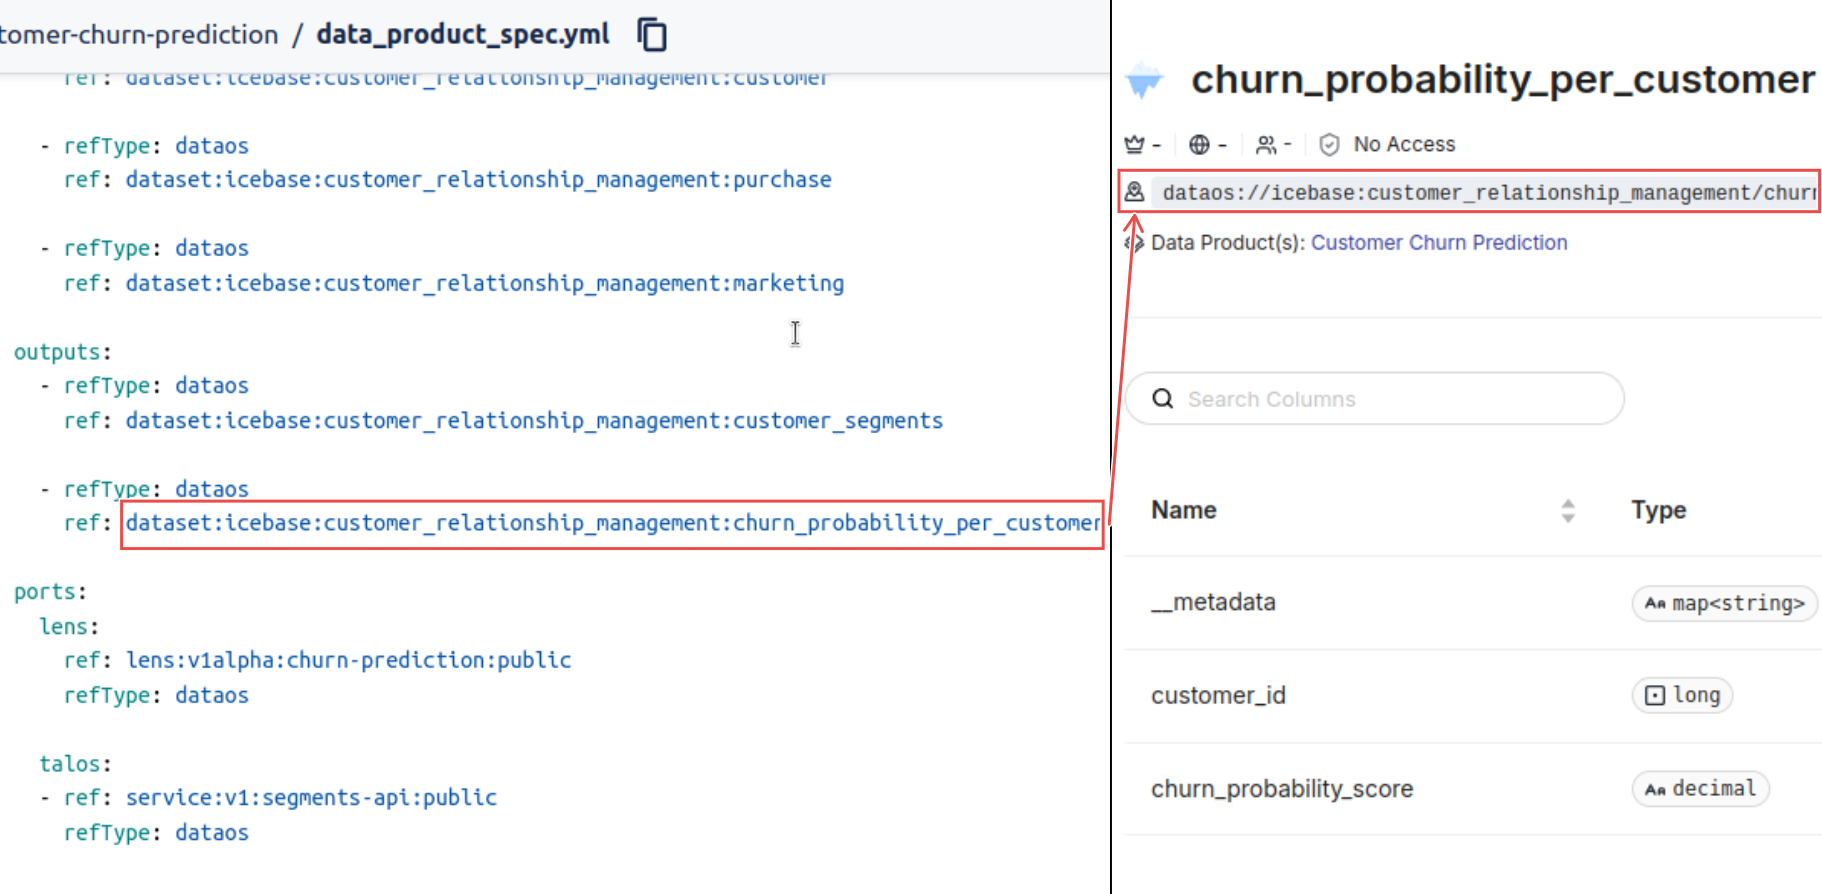 tomer-churn-prediction / data_product_spec.yml
ref: dataset:icebase:customer_relationship_management:customer
- refType: dataos
ref: dataset:icebase:customer_relationship_management:purchase
- refType: dataos
ref: dataset:icebase:customer_relationship_management:marketing
outputs:
- refType: dataos
ref: dataset:icebase:customer_relationship_management:customer_segments
- refType: dataos
ref: dataset:icebase:customer_relationship_management:churn_probability_per_customer
ports:
lens:
ref: lens:v1alpha:churn-prediction:public
refType: dataos
talos:
- ref: service:v1:segments-api:public
refType: dataos
churn_probability_per_customer
- - - No Access
dataos://icebase:customer_relationship_management/churn
Data Product(s): Customer Churn Prediction
Search Columns
Name Type
__metadata Aa map<string>
customer_id long
churn_probability_score Aa decimal